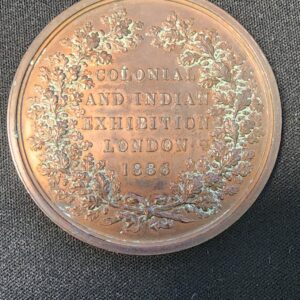 COLONIAL
AND INDIAN
EXHIBITION
LONDON
1886